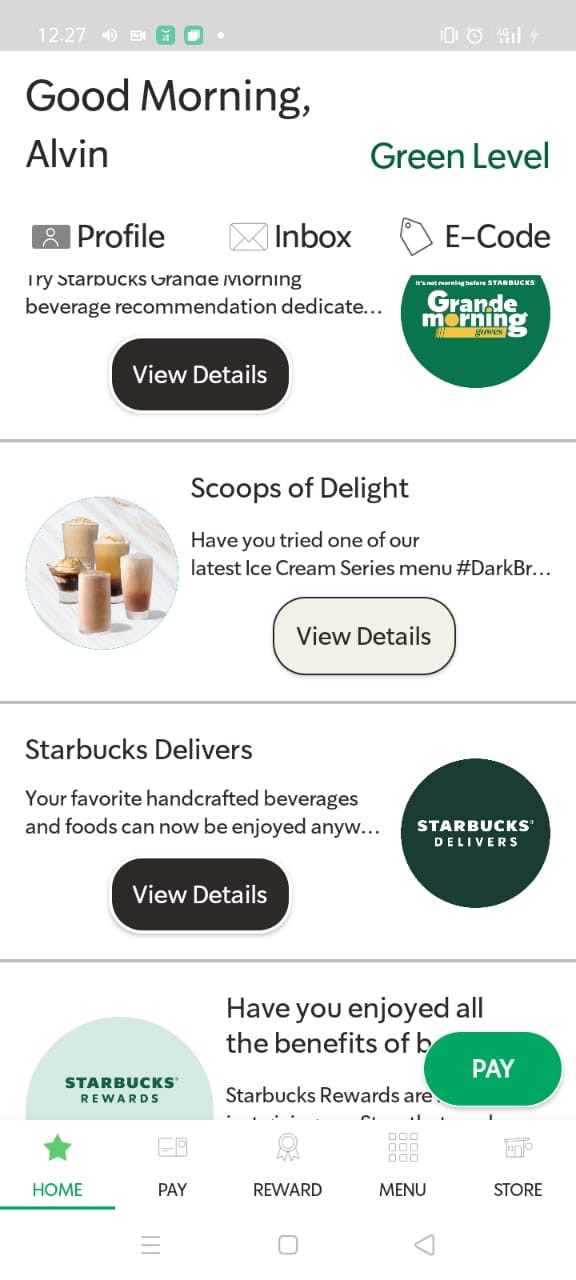 12.27
4G
Good Morning,
Alvin
Green Level
Profile
Inbox
E-Code
Try Starbucks Grande Morning
beverage recommendation dedicate...
View Details
It's not morning before STARBUCKS
Grande
morning
gowes
Scoops of Delight
Have you tried one of our
latest Ice Cream Series menu #DarkBr...
View Details
Starbucks Delivers
Your favorite handcrafted beverages
and foods can now be enjoyed anyw...
View Details
STARBUCKS®
DELIVERS
Have you enjoyed all
the benefits of b
Starbucks Rewards are
STARBUCKS®
REWARDS
PAY
HOME
PAY
REWARD
MENU
STORE